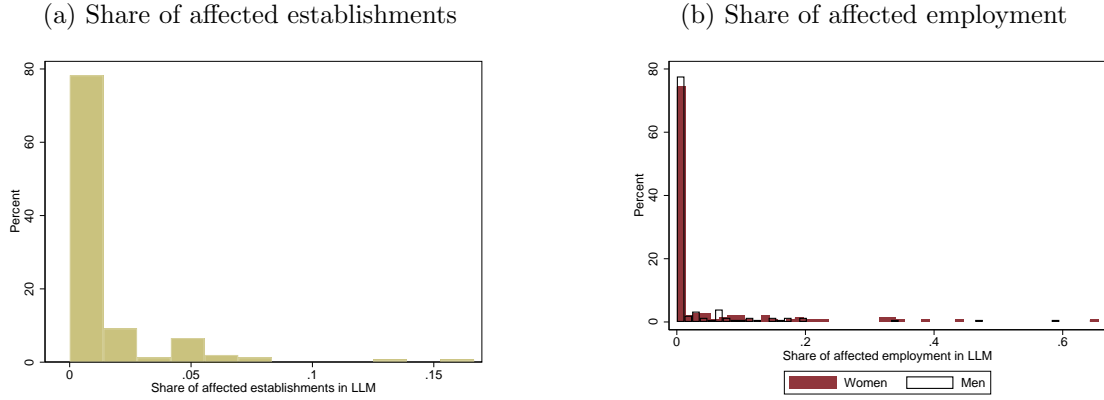 (a) Share of affected establishments
80
60
40
20
0
Percent
0 .05 .1 .15
Share of affected establishments in LLM
(b) Share of affected employment
80
60
40
20
0
Percent
0 .2 .4 .6
Share of affected employment in LLM
Women Men